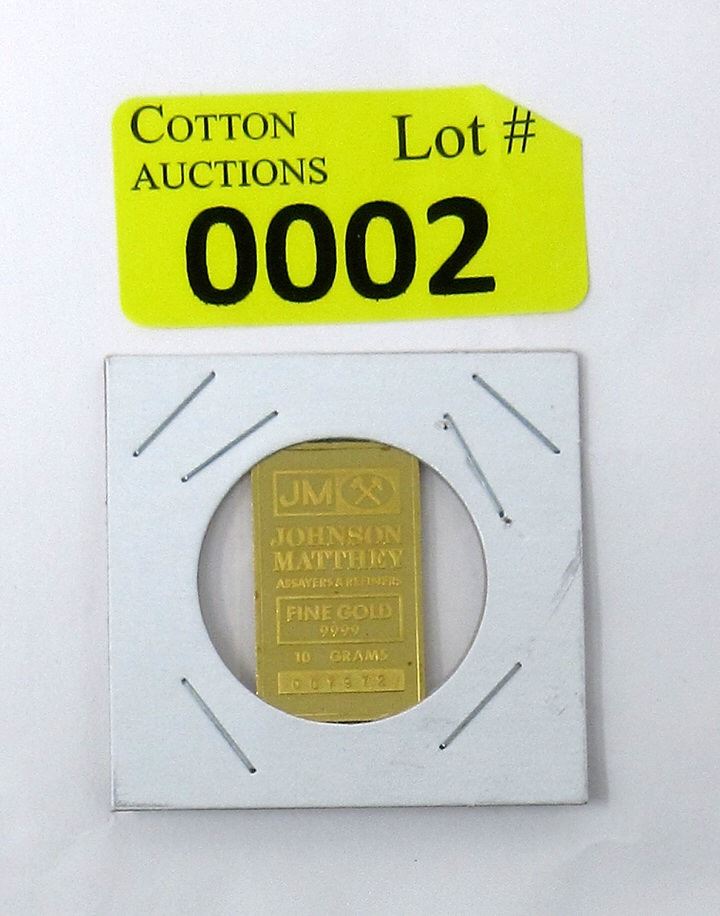 COTTON
AUCTIONS
Lot #
0002
JM
JOHNSON
MATTHEY
ASSAYERS & REFINERS
FINE GOLD
9999
10 GRAMS